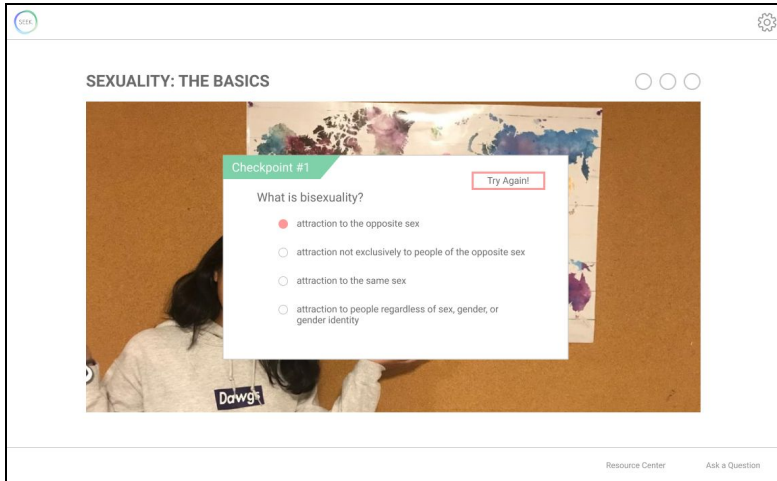 SEEK
SEXUALITY: THE BASICS
Checkpoint #1
Try Again!
What is bisexuality?
attraction to the opposite sex
attraction not exclusively to people of the opposite sex
attraction to the same sex
attraction to people regardless of sex, gender, or
gender identity
Dawgs
Resource Center
Ask a Question